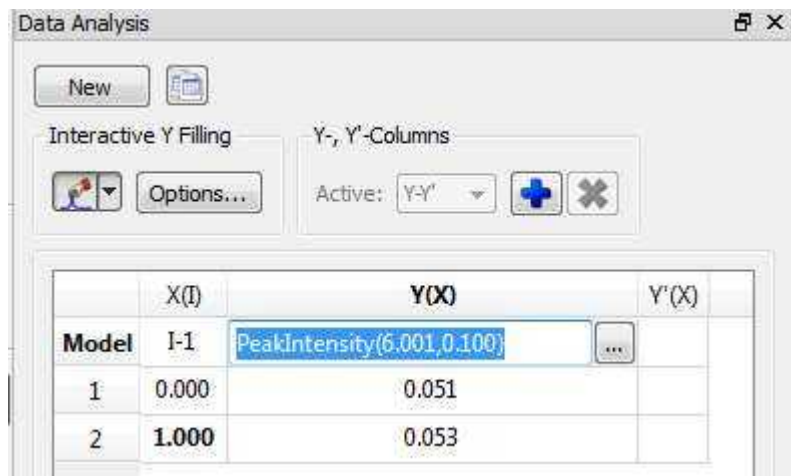 Data Analysis
New
Interactive Y Filling
Y-, Y'-Columns
Options...
Active: Y-Y'
X(I) Y(X) Y'(X)
Model I-1 PeakIntensity(6.001,0.100) ...
1 0.000 0.051
2 1.000 0.053